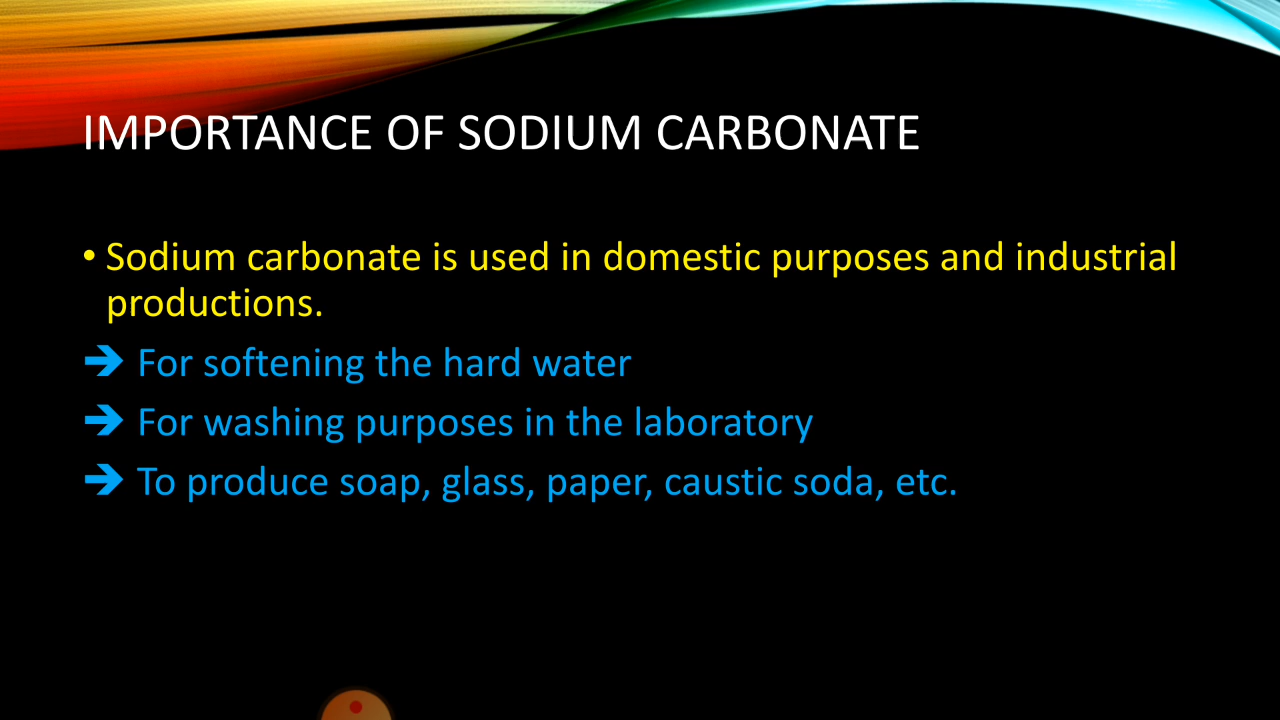 IMPORTANCE OF SODIUM CARBONATE
• Sodium carbonate is used in domestic purposes and industrial
productions.
🡺 For softening the hard water
🡺 For washing purposes in the laboratory
🡺 To produce soap, glass, paper, caustic soda, etc.